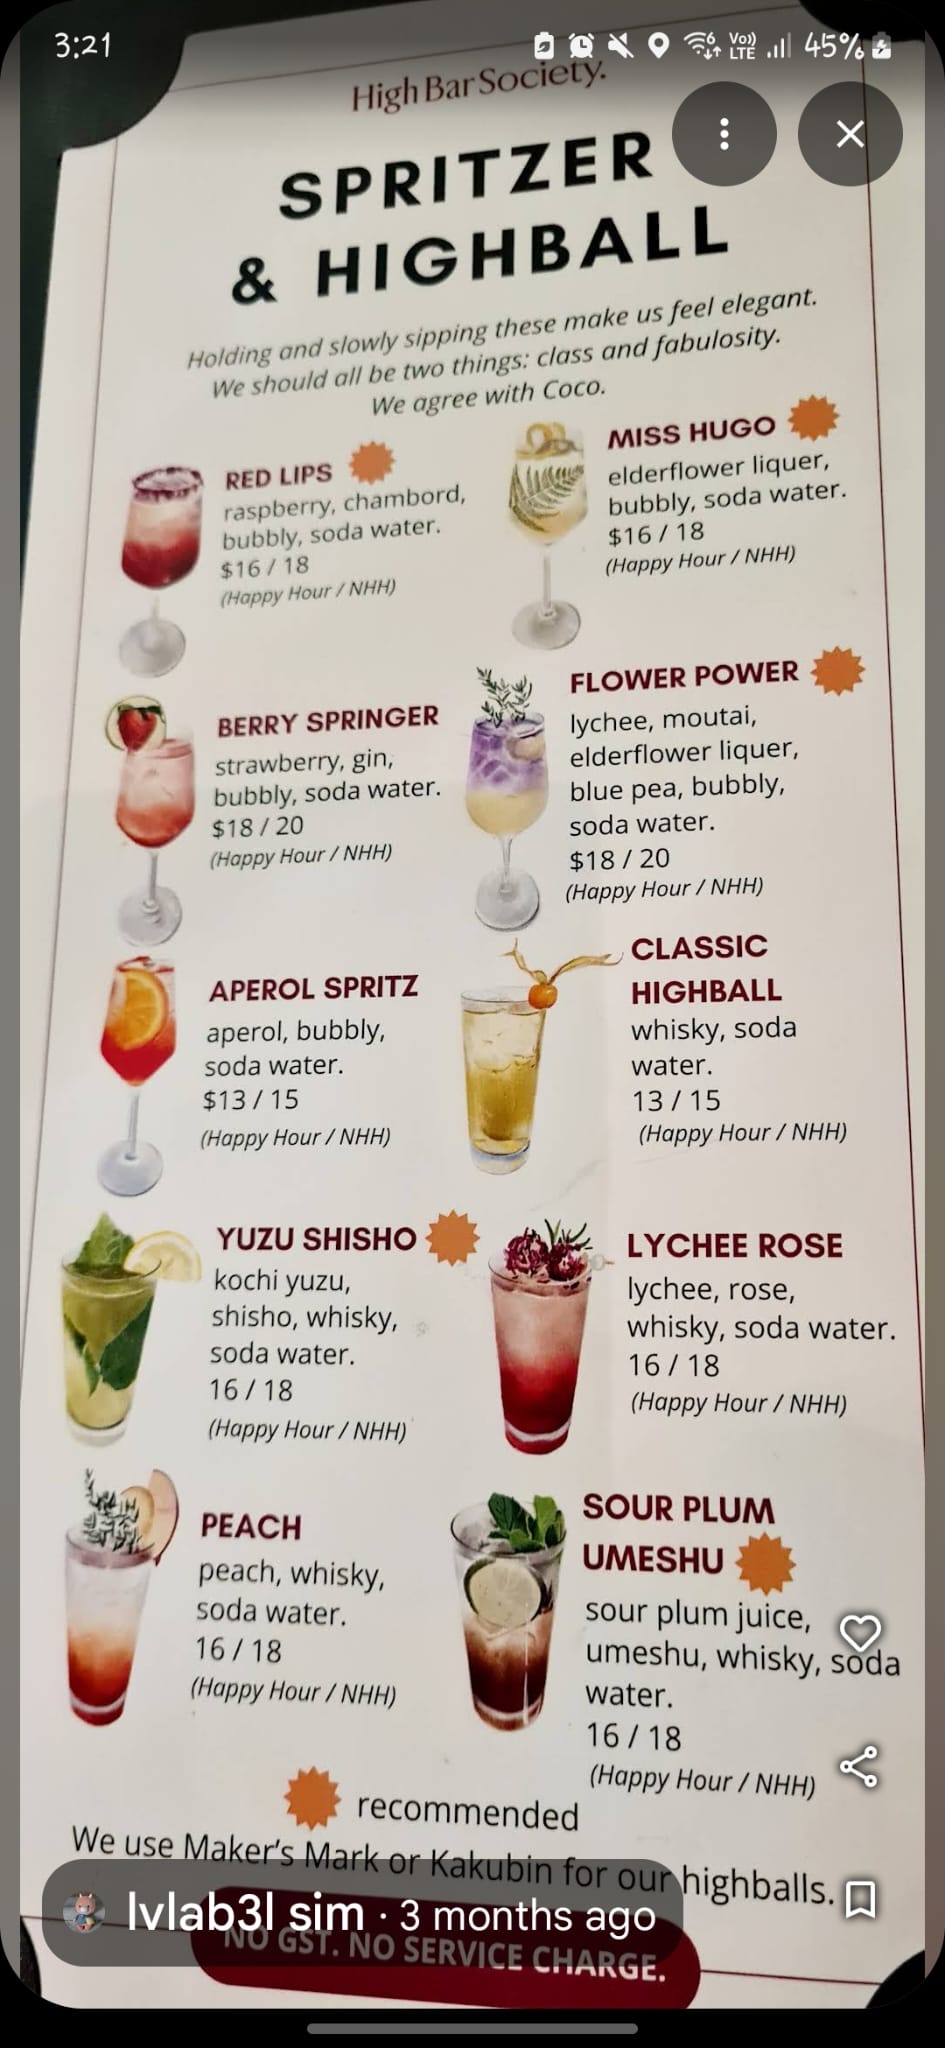 3:21
Vo)) LTE
45%
High Bar Society.
SPRITZER
& HIGHBALL
Holding and slowly sipping these make us feel elegant.
We should all be two things: class and fabulosity.
We agree with Coco.
RED LIPS
raspberry, chambord,
bubbly, soda water.
$16 / 18
(Happy Hour / NHH)
MISS HUGO
elderflower liquer,
bubbly, soda water.
$16 / 18
(Happy Hour / NHH)
BERRY SPRINGER
strawberry, gin,
bubbly, soda water.
$18 / 20
(Happy Hour / NHH)
FLOWER POWER
lychee, moutai,
elderflower liquer,
blue pea, bubbly,
soda water.
$18 / 20
(Happy Hour / NHH)
APEROL SPRITZ
aperol, bubbly,
soda water.
$13 / 15
(Happy Hour / NHH)
CLASSIC
HIGHBALL
whisky, soda
water.
13 / 15
(Happy Hour / NHH)
YUZU SHISHO
kochi yuzu,
shisho, whisky,
soda water.
16 / 18
(Happy Hour / NHH)
LYCHEE ROSE
lychee, rose,
whisky, soda water.
16 / 18
(Happy Hour / NHH)
PEACH
peach, whisky,
soda water.
16 / 18
(Happy Hour / NHH)
SOUR PLUM
UMESHU
sour plum juice,
umeshu, whisky, soda
water.
16 / 18
(Happy Hour / NHH)
recommended
We use Maker's Mark or Kakubin for our highballs.
lvlab3l sim · 3 months ago
NO GST. NO SERVICE CHARGE.